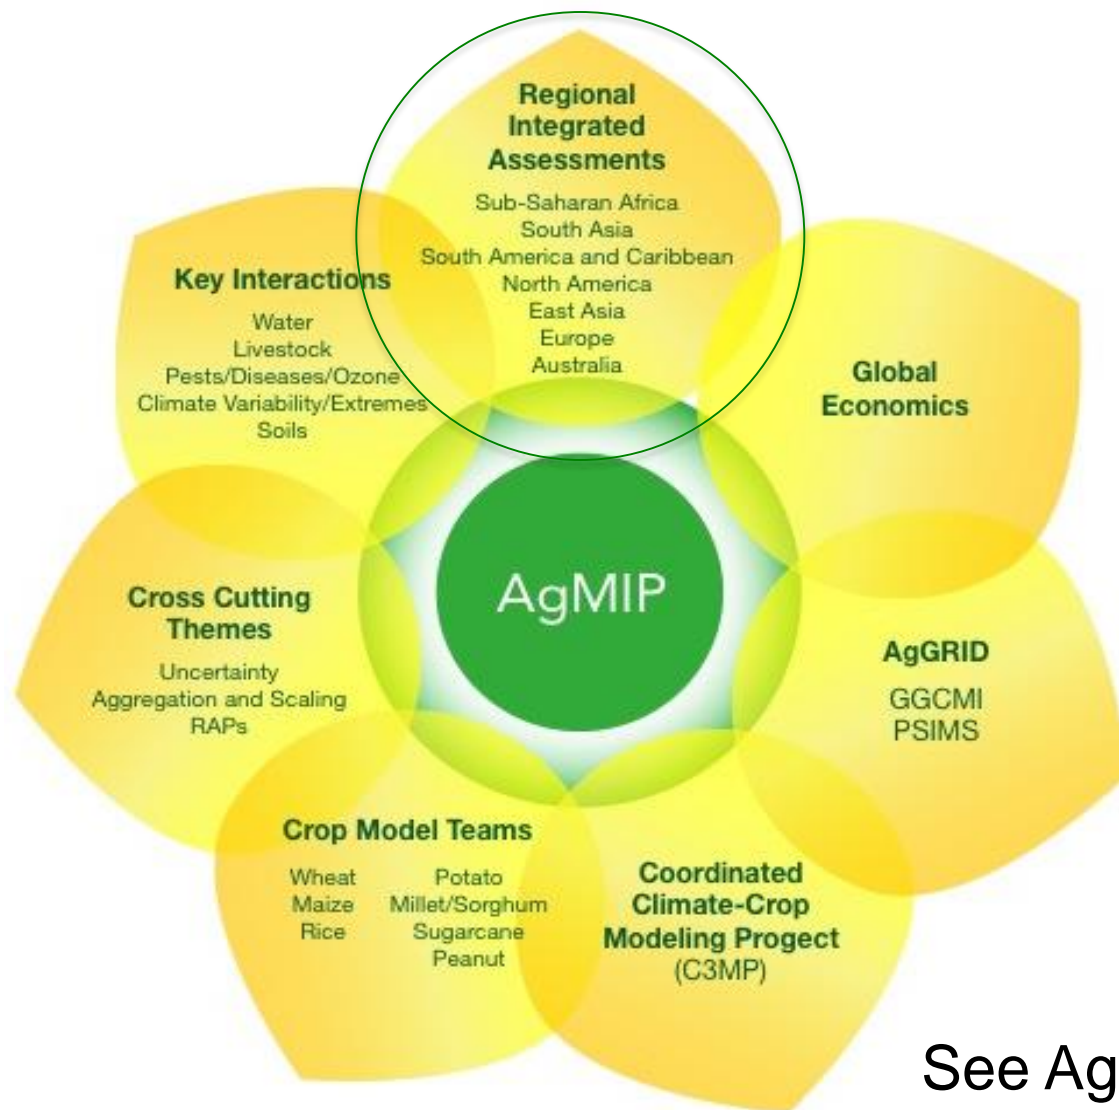 Regional
Integrated
Assessments
Sub-Saharan Africa
South Asia
South America and Caribbean
North America
East Asia
Europe
Australia
Key Interactions
Water
Livestock
Pests/Diseases/Ozone
Climate Variability/Extremes
Soils
Global
Economics
AgMIP
Cross Cutting
Themes
Uncertainty
Aggregation and Scaling
RAPs
AgGRID
GGCMI
PSIMS
Crop Model Teams
Wheat
Maize
Rice
Potato
Millet/Sorghum
Sugarcane
Peanut
Coordinated
Climate-Crop
Modeling Progect
(C3MP)
See Ag